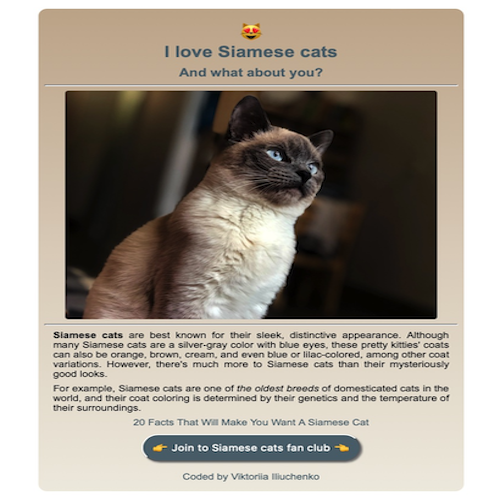 I love Siamese cats
And what about you?
Siamese cats are best known for their sleek, distinctive appearance. Although
many Siamese cats are a silver-gray color with blue eyes, these pretty kitties' coats
can also be orange, brown, cream, and even blue or lilac-colored, among other coat
variations. However, there's much more to Siamese cats than their mysteriously
good looks.
For example, Siamese cats are one of the oldest breeds of domesticated cats in the
world, and their coat coloring is determined by their genetics and the temperature of
their surroundings.
20 Facts That Will Make You Want A Siamese Cat
Join to Siamese cats fan club
Coded by Viktoriia Iliuchenko